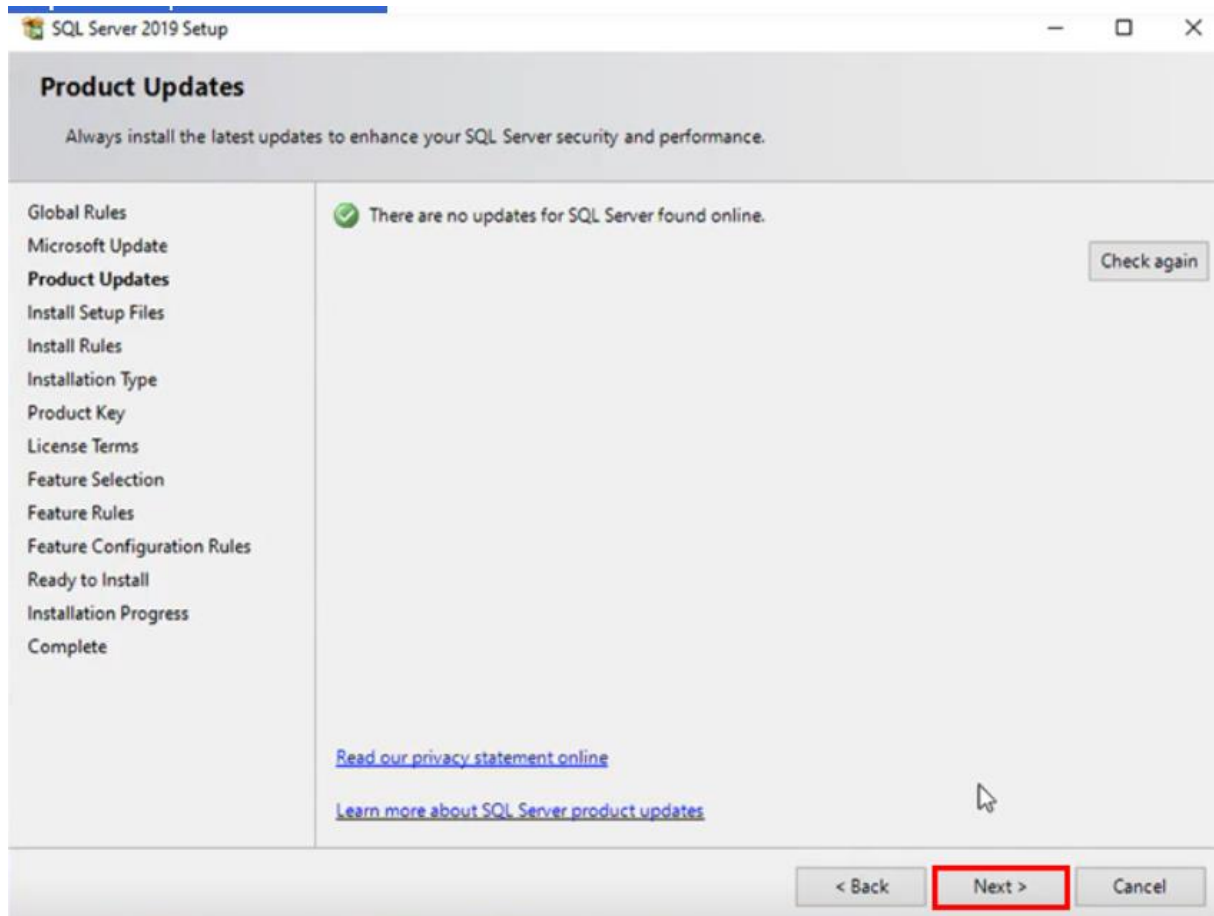 SQL Server 2019 Setup
Product Updates
Always install the latest updates to enhance your SQL Server security and performance.
Global Rules
Microsoft Update
Product Updates
Install Setup Files
Install Rules
Installation Type
Product Key
License Terms
Feature Selection
Feature Rules
Feature Configuration Rules
Ready to Install
Installation Progress
Complete
There are no updates for SQL Server found online.
Check again
Read our privacy statement online
Learn more about SQL Server product updates
< Back
Next >
Cancel